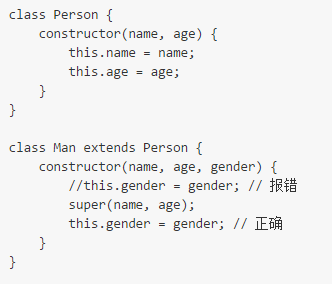 class Person {
    constructor(name, age) {
        this.name = name;
        this.age = age;
    }
}

class Man extends Person {
    constructor(name, age, gender) {
        //this.gender = gender; // 报错
        super(name, age);
        this.gender = gender; // 正确
    }
}